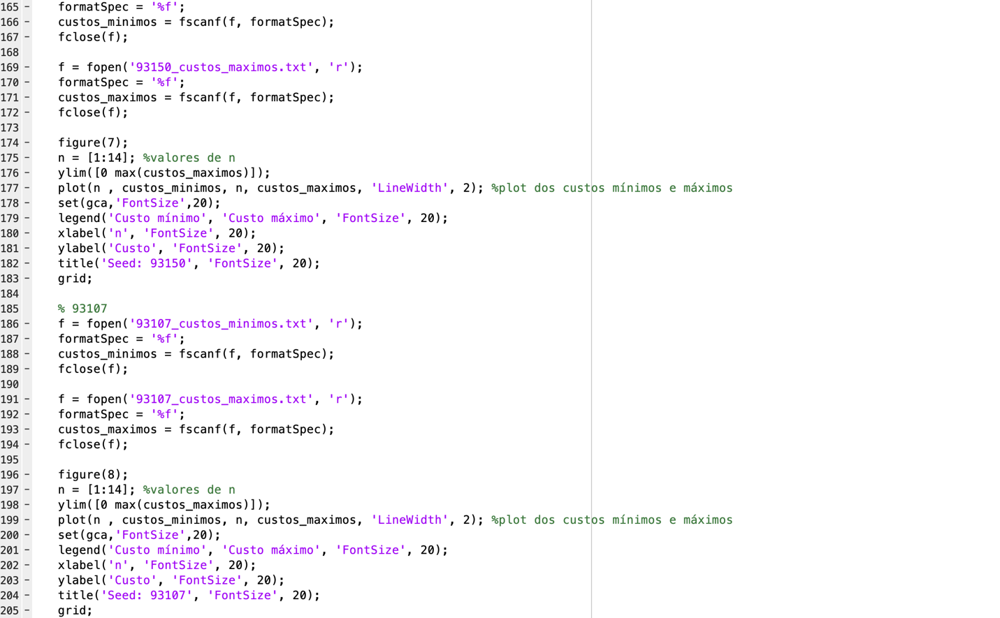 165 - formatSpec = '%f';
166 - custos_minimos = fscanf(f, formatSpec);
167 - fclose(f);
168
169 - f = fopen('93150_custos_maximos.txt', 'r');
170 - formatSpec = '%f';
171 - custos_maximos = fscanf(f, formatSpec);
172 - fclose(f);
173
174 - figure(7);
175 - n = [1:14]; %valores de n
176 - ylim([0 max(custos_maximos)]);
177 - plot(n , custos_minimos, n, custos_maximos, 'LineWidth', 2); %plot dos custos mínimos e máximos
178 - set(gca,'FontSize',20);
179 - legend('Custo mínimo', 'Custo máximo', 'FontSize', 20);
180 - xlabel('n', 'FontSize', 20);
181 - ylabel('Custo', 'FontSize', 20);
182 - title('Seed: 93150', 'FontSize', 20);
183 - grid;
184
185 % 93107
186 - f = fopen('93107_custos_minimos.txt', 'r');
187 - formatSpec = '%f';
188 - custos_minimos = fscanf(f, formatSpec);
189 - fclose(f);
190
191 - f = fopen('93107_custos_maximos.txt', 'r');
192 - formatSpec = '%f';
193 - custos_maximos = fscanf(f, formatSpec);
194 - fclose(f);
195
196 - figure(8);
197 - n = [1:14]; %valores de n
198 - ylim([0 max(custos_maximos)]);
199 - plot(n , custos_minimos, n, custos_maximos, 'LineWidth', 2); %plot dos custos mínimos e máximos
200 - set(gca,'FontSize',20);
201 - legend('Custo mínimo', 'Custo máximo', 'FontSize', 20);
202 - xlabel('n', 'FontSize', 20);
203 - ylabel('Custo', 'FontSize', 20);
204 - title('Seed: 93107', 'FontSize', 20);
205 - grid;